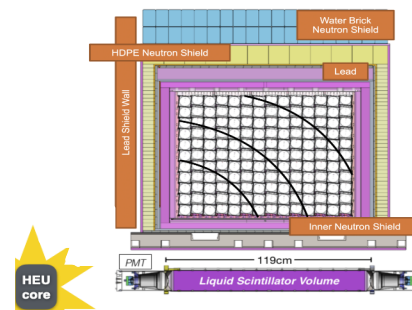 Water Brick
Neutron Shield
HDPE Neutron Shield
Lead
Lead Shield Wall
Inner Neutron Shield
PMT
119cm
HEU
core
Liquid Scintillator Volume